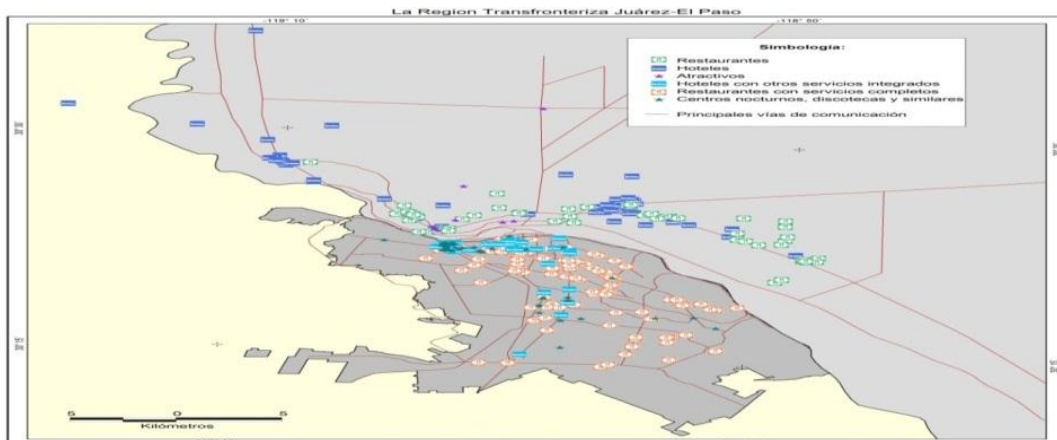 La Region Transfronteriza Juárez-El Paso
-119° 10'
-118° 50'
Simbología:
Restaurantes
Hoteles
Atractivos
Hoteles con otros servicios integrados
Restaurantes con servicios completos
Centros nocturnos, discotecas y similares
Principales vías de comunicación
5 0 5
Kilómetros